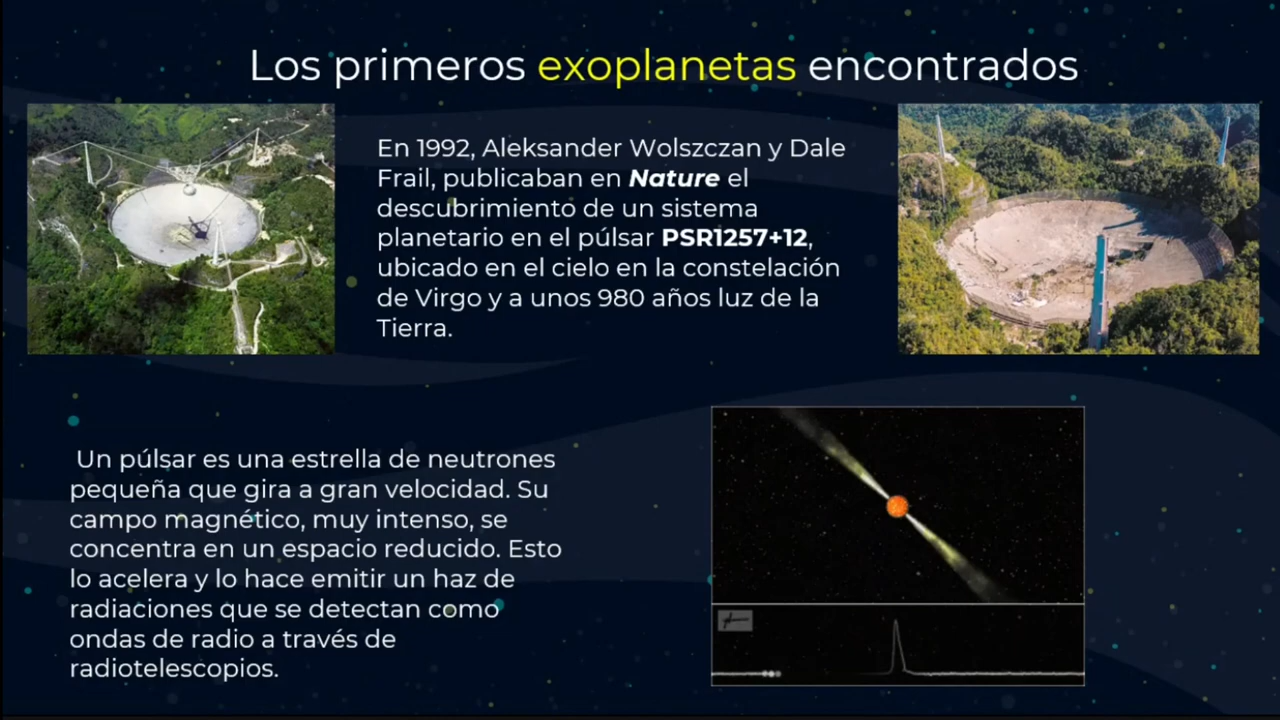 Los primeros exoplanetas encontrados
En 1992, Aleksander Wolszczan y Dale
Frail, publicaban en Nature el
descubrimiento de un sistema
planetario en el púlsar PSR1257+12,
ubicado en el cielo en la constelación
de Virgo y a unos 980 años luz de la
Tierra.
Un púlsar es una estrella de neutrones
pequeña que gira a gran velocidad. Su
campo magnético, muy intenso, se
concentra en un espacio reducido. Esto
lo acelera y lo hace emitir un haz de
radiaciones que se detectan como
ondas de radio a través de
radiotelescopios.